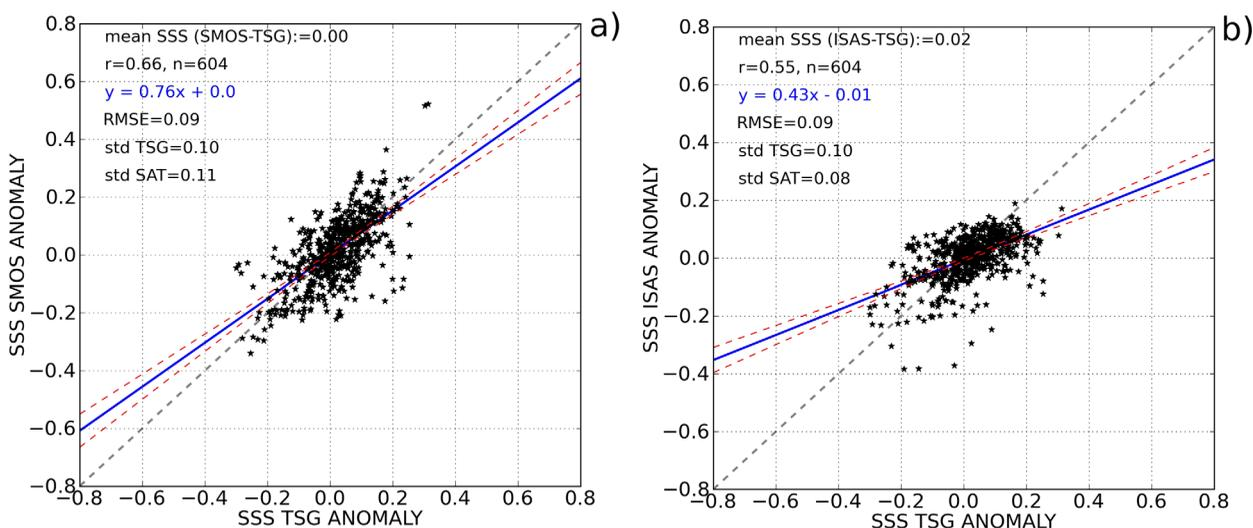 a)
mean SSS (SMOS-TSG):=0.00
r=0.66, n=604
y = 0.76x + 0.0
RMSE=0.09
std TSG=0.10
std SAT=0.11
0.8
0.6
0.4
0.2
0.0
−0.2
−0.4
−0.6
−0.8
SSS SMOS ANOMALY
−0.8 −0.6 −0.4 −0.2 0.0 0.2 0.4 0.6 0.8
SSS TSG ANOMALY
b)
mean SSS (ISAS-TSG):=0.02
r=0.55, n=604
y = 0.43x - 0.01
RMSE=0.09
std TSG=0.10
std SAT=0.08
0.8
0.6
0.4
0.2
0.0
−0.2
−0.4
−0.6
−0.8
SSS ISAS ANOMALY
−0.8 −0.6 −0.4 −0.2 0.0 0.2 0.4 0.6 0.8
SSS TSG ANOMALY